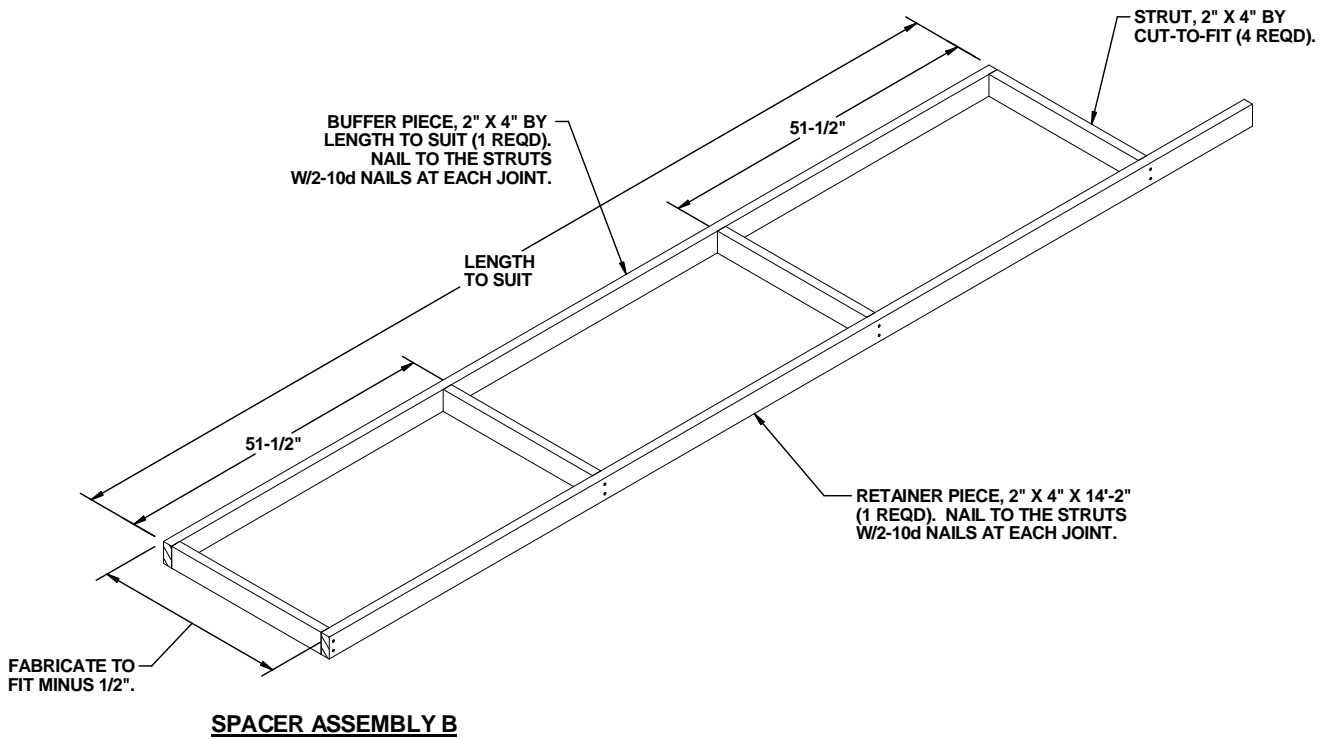 STRUT, 2" X 4" BY
CUT-TO-FIT (4 REQD).
BUFFER PIECE, 2" X 4" BY
LENGTH TO SUIT (1 REQD).
NAIL TO THE STRUTS
W/2-10d NAILS AT EACH JOINT.
51-1/2"
LENGTH
TO SUIT
51-1/2"
RETAINER PIECE, 2" X 4" X 14'-2"
(1 REQD). NAIL TO THE STRUTS
W/2-10d NAILS AT EACH JOINT.
FABRICATE TO
FIT MINUS 1/2".
SPACER ASSEMBLY B